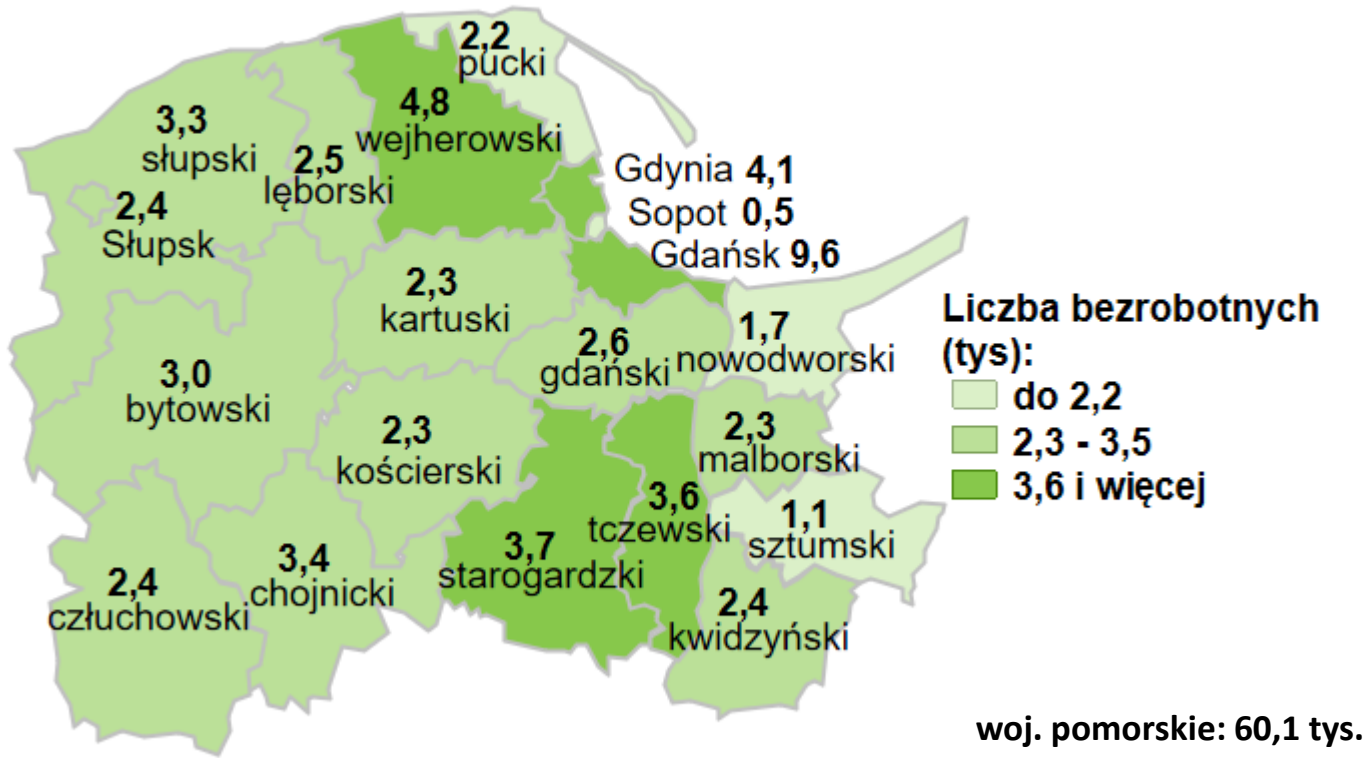 2,2
pucki
4,8
wejherowski
3,3
słupski
2,5
lęborski
2,4
Słupsk
Gdynia 4,1
Sopot 0,5
Gdańsk 9,6
2,3
kartuski
2,6
gdański
1,7
nowodworski
3,0
bytowski
2,3
kościerski
2,3
malborski
3,6
tczewski
1,1
sztumski
3,7
starogardzki
3,4
chojnicki
2,4
człuchowski
2,4
kwidzyński
Liczba bezrobotnych
(tys):
do 2,2
2,3 - 3,5
3,6 i więcej
woj. pomorskie: 60,1 tys.